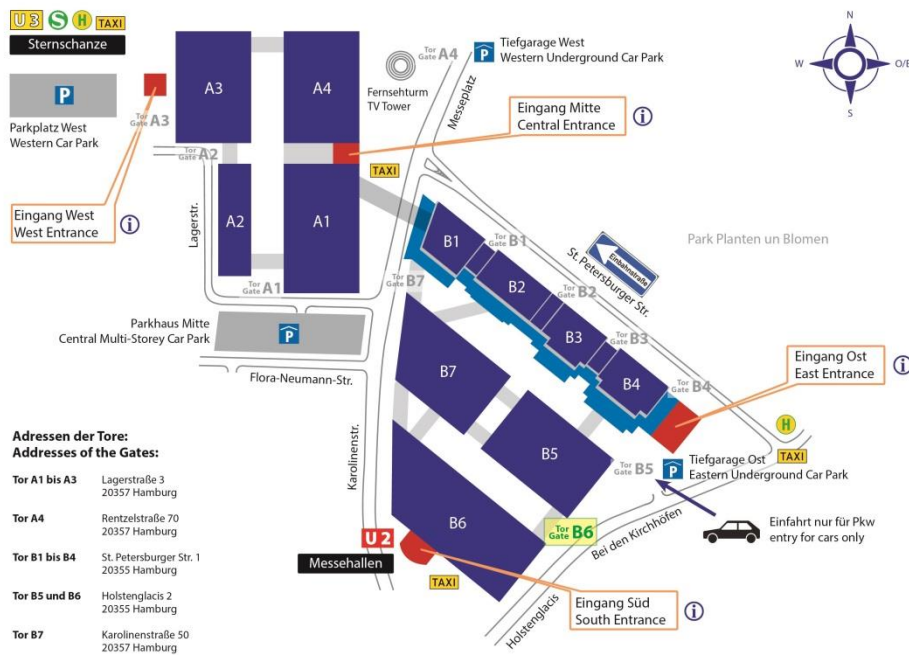 U3 S H TAXI
Sternschanze
P
Parkplatz West
Western Car Park
Tor
Gate A3
Tor
Gate A2
Eingang West
West Entrance
i
Lagerstr.
A3
A4
A2
A1
Tor
Gate A1
Fernsehturm
TV Tower
Tor
Gate A4
P
Tiefgarage West
Western Underground Car Park
Messeplatz
Eingang Mitte
Central Entrance
i
TAXI
N
W
O/E
S
Parkhaus Mitte
Central Multi-Storey Car Park
P
Flora-Neumann-Str.
Karolinenstr.
Tor
Gate B7
B1
Tor
Gate B1
B2
Tor
Gate B2
B3
Tor
Gate B3
B4
Tor
Gate B4
St. Petersburger Str.
Einbahnstraße
Park Planten un Blomen
Eingang Ost
East Entrance
i
H
TAXI
B7
B5
B6
Tor
Gate B5
P
Tiefgarage Ost
Eastern Underground Car Park
Einfahrt nur für Pkw
entry for cars only
Tor
Gate B6
Bei den Kirchhöfen
Holstenglacis
U2
Messehallen
TAXI
Eingang Süd
South Entrance
i
Adressen der Tore:
Addresses of the Gates:
Tor A1 bis A3 Lagerstraße 3
20357 Hamburg
Tor A4 Rentzelstraße 70
20357 Hamburg
Tor B1 bis B4 St. Petersburger Str. 1
20355 Hamburg
Tor B5 und B6 Holstenglacis 2
20355 Hamburg
Tor B7 Karolinenstraße 50
20357 Hamburg